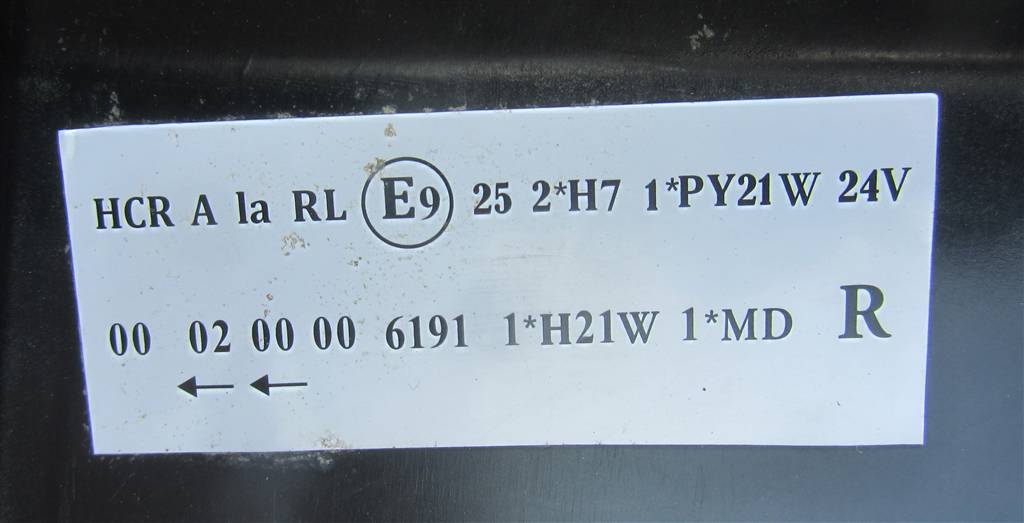 HCR A la RL E9 25 2*H7 1*PY21W 24V
00 02 00 00 6191 1*H21W 1*MD R
← ←